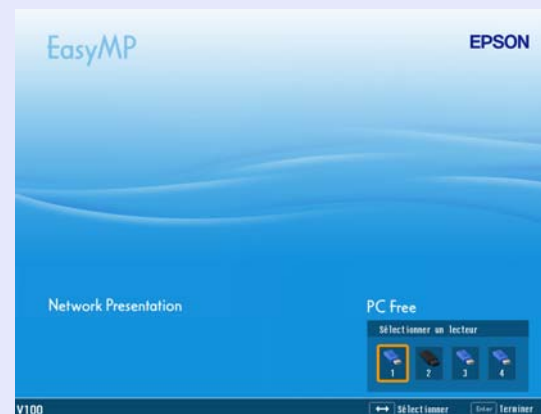 EasyMP
EPSON
Network Presentation
PC Free
Sélectionner un lecteur
1 2 3 4
V100
Sélectionner
Enter Terminer